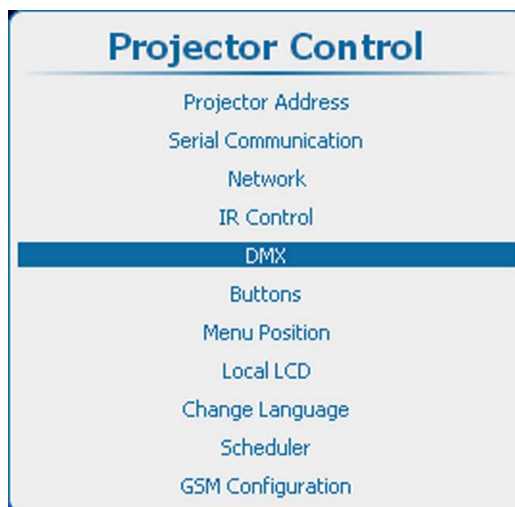 Projector Control
Projector Address
Serial Communication
Network
IR Control
DMX
Buttons
Menu Position
Local LCD
Change Language
Scheduler
GSM Configuration